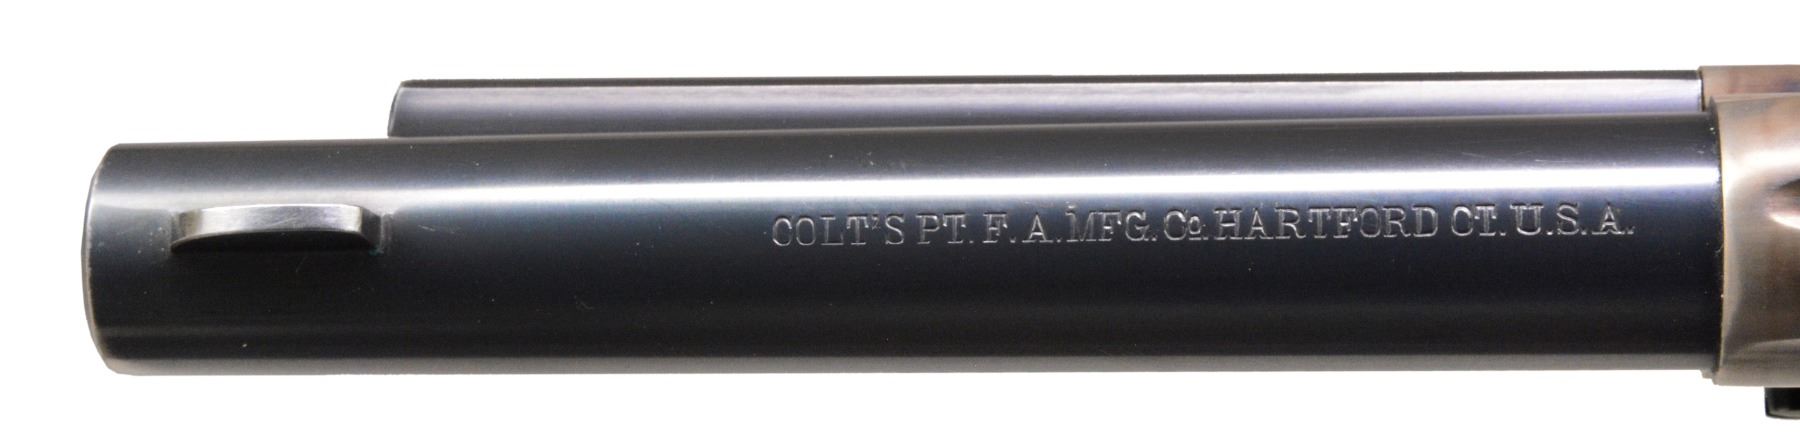 COLT'S PT. F. A. MFG. Co. HARTFORD CT. U.S.A.